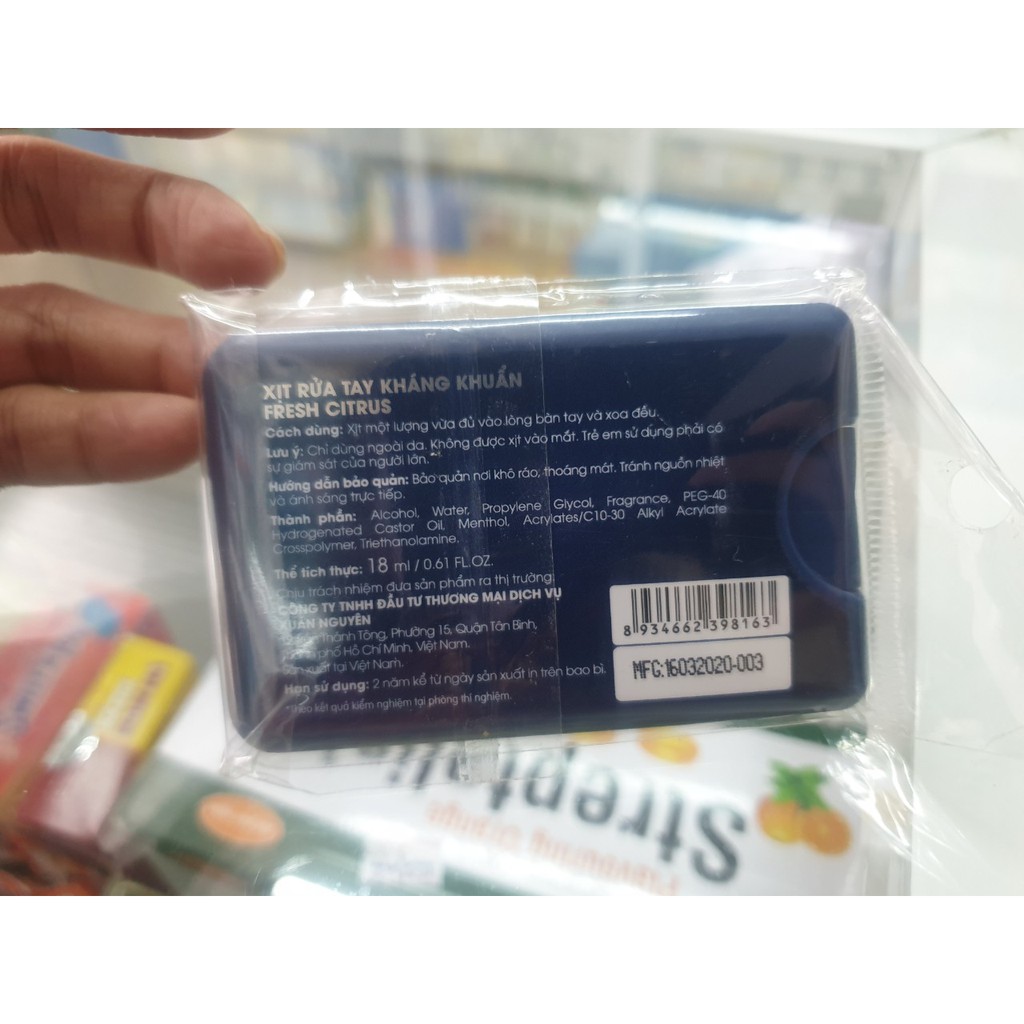 XỊT RỬA TAY KHÁNG KHUẨN
FRESH CITRUS
Cách dùng: Xịt một lượng vừa đủ vào lòng bàn tay và xoa đều.
Lưu ý: Chỉ dùng ngoài da. Không được xịt vào mắt. Trẻ em sử dụng phải có
sự giám sát của người lớn.
Hướng dẫn bảo quản: Bảo quản nơi khô ráo, thoáng mát. Tránh nguồn nhiệt
và ánh sáng trực tiếp.
Thành phần: Alcohol, Water, Propylene Glycol, Fragrance, PEG-40
Hydrogenated Castor Oil, Menthol, Acrylates/C10-30 Alkyl Acrylate
Crosspolymer, Triethanolamine.
Thể tích thực: 18 ml / 0.61 FL.OZ.
Chịu trách nhiệm đưa sản phẩm ra thị trường:
CÔNG TY TNHH ĐẦU TƯ THƯƠNG MẠI DỊCH VỤ
XUÂN NGUYÊN
Thánh Tông, Phường 15, Quận Tân Bình,
phố Hồ Chí Minh, Việt Nam.
Sản xuất tại Việt Nam.
Hạn sử dụng: 2 năm kể từ ngày sản xuất in trên bao bì.
*Theo kết quả kiểm nghiệm tại phòng thí nghiệm.
8 934662 398163
MFG:16032020-003
Flavouring Orange